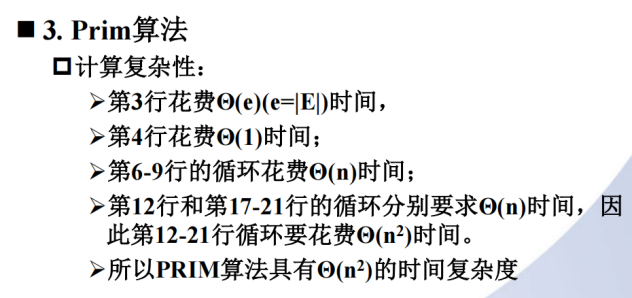 ■ 3. Prim算法
计算复杂性：
➢第3行花费Θ(e)(e=|E|)时间，
➢第4行花费Θ(1)时间；
➢第6-9行的循环花费Θ(n)时间；
➢第12行和第17-21行的循环分别要求Θ(n)时间，因
此第12-21行循环要花费Θ(n²)时间。
➢所以PRIM算法具有Θ(n²)的时间复杂度